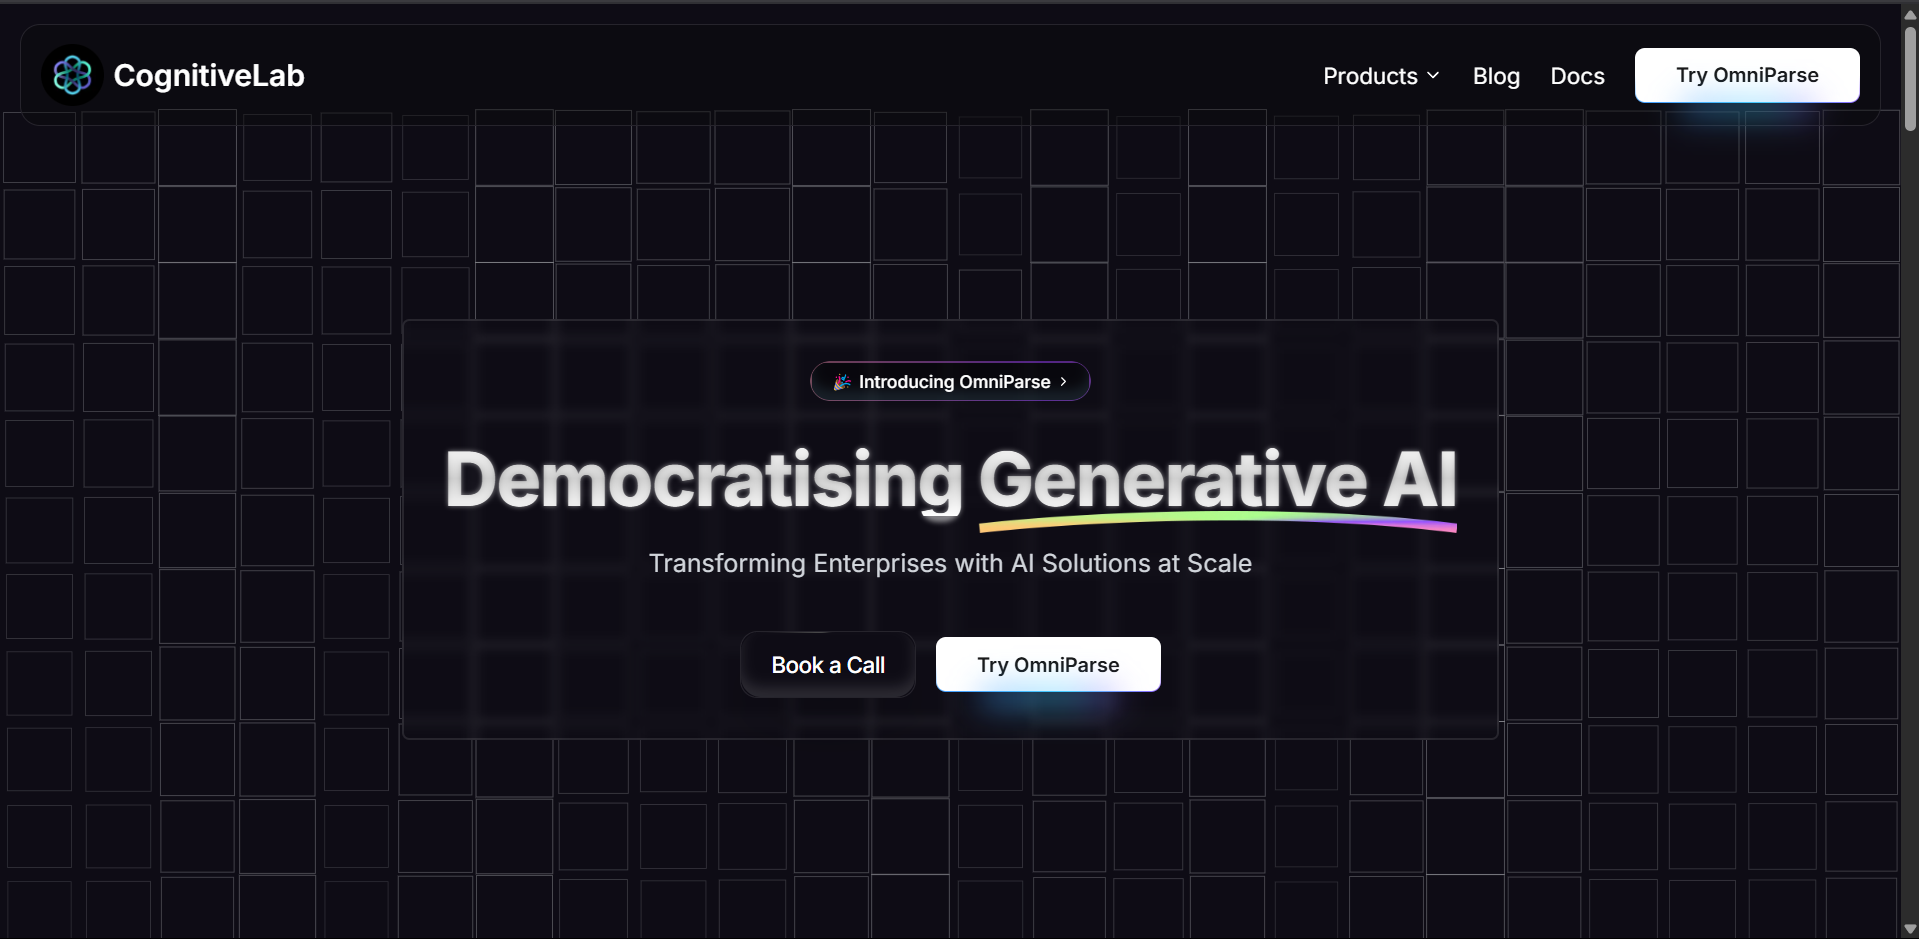 CognitiveLab
Products
Blog
Docs
Try OmniParse
Introducing OmniParse
Democratising Generative AI
Transforming Enterprises with AI Solutions at Scale
Book a Call
Try OmniParse